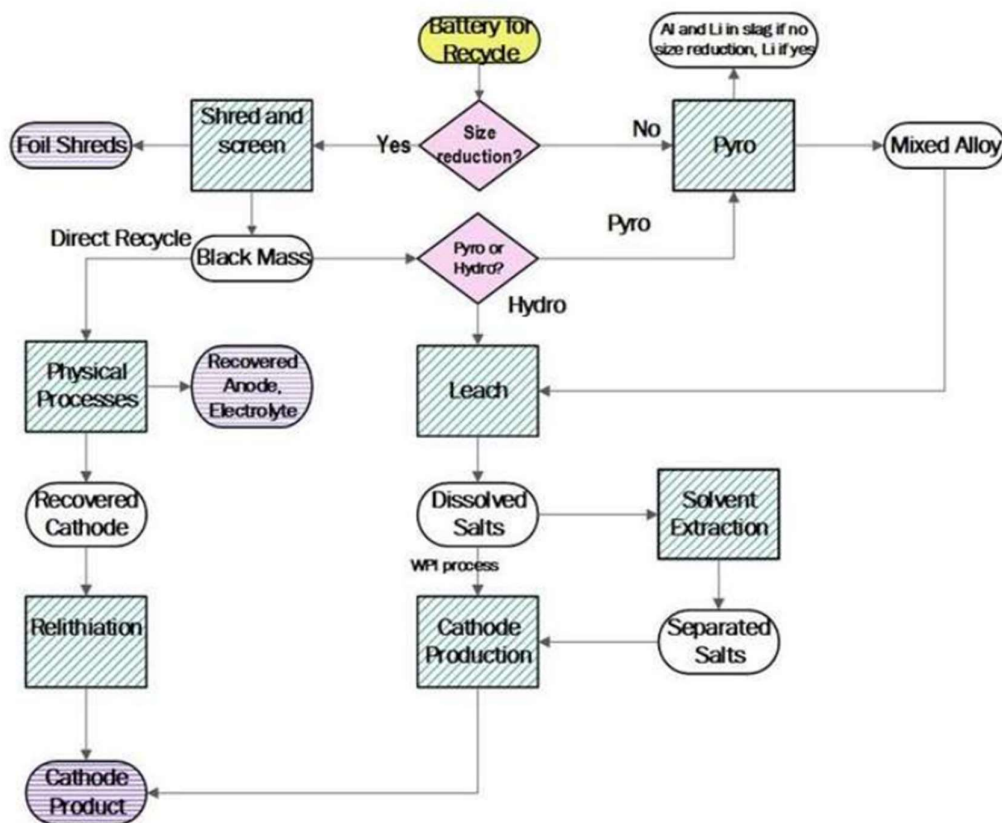 Battery for
Recycle
Al and Li in slag if no
size reduction, Li if yes
Shred and
screen
Foil Shreds
Yes
Size
reduction?
No
Pyro
Mixed Alloy
Direct Recycle
Black Mass
Pyro or
Hydro?
Pyro
Hydro
Physical
Processes
Recovered
Anode,
Electrolyte
Leach
Recovered
Cathode
Dissolved
Salts
Solvent
Extraction
WPI process
Relithiation
Cathode
Production
Separated
Salts
Cathode
Product